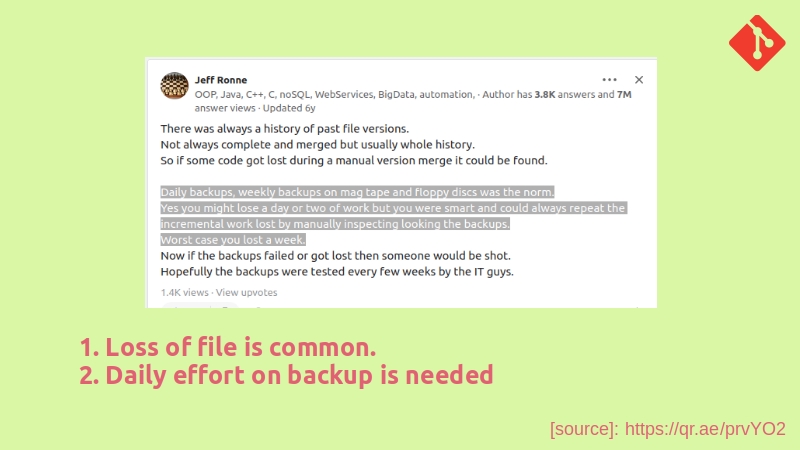 Jeff Ronne
OOP, Java, C++, C, noSQL, WebServices, BigData, automation, · Author has 3.8K answers and 7M
answer views · Updated 6y
There was always a history of past file versions.
Not always complete and merged but usually whole history.
So if some code got lost during a manual version merge it could be found.
Daily backups, weekly backups on mag tape and floppy discs was the norm.
Yes you might lose a day or two of work but you were smart and could always repeat the
incremental work lost by manually inspecting looking the backups.
Worst case you lost a week.
Now if the backups failed or got lost then someone would be shot.
Hopefully the backups were tested every few weeks by the IT guys.
1.4K views · View upvotes
1. Loss of file is common.
2. Daily effort on backup is needed
[source]: https://qr.ae/prvYO2